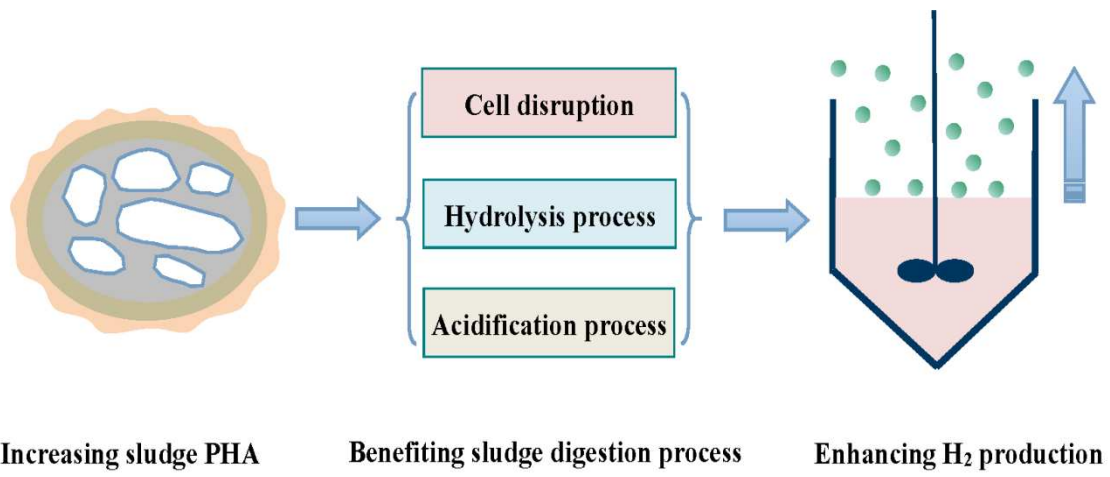 Cell disruption
Hydrolysis process
Acidification process
Increasing sludge PHA
Benefiting sludge digestion process
Enhancing H₂ production